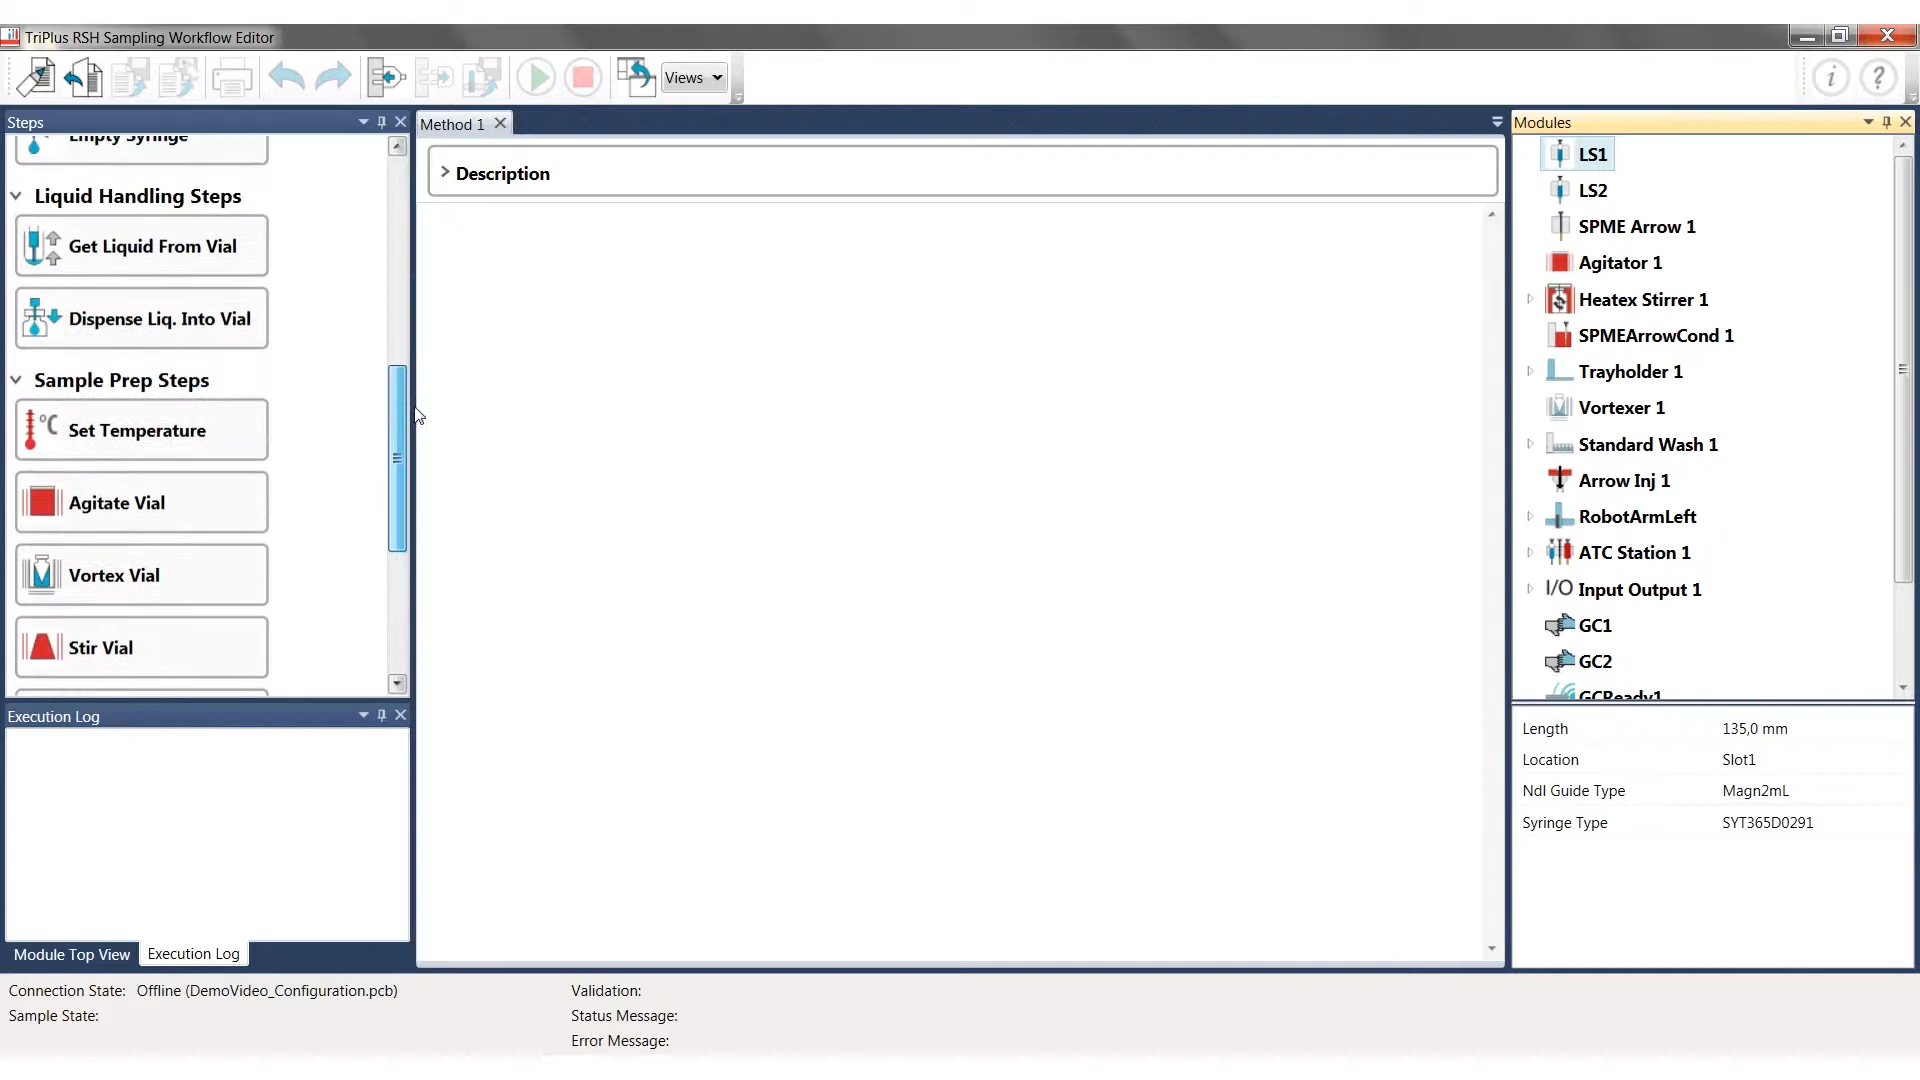 TriPlus RSH Sampling Workflow Editor
Views
Steps
Empty Syringe
Liquid Handling Steps
Get Liquid From Vial
Dispense Liq. Into Vial
Sample Prep Steps
°C Set Temperature
Agitate Vial
Vortex Vial
Stir Vial
Execution Log
Module Top View
Execution Log
Method 1
Description
Modules
LS1
LS2
SPME Arrow 1
Agitator 1
Heatex Stirrer 1
SPMEArrowCond 1
Trayholder 1
Vortexer 1
Standard Wash 1
Arrow Inj 1
RobotArmLeft
ATC Station 1
I/O Input Output 1
GC1
GC2
GCReady1
Length 135,0 mm
Location Slot1
Ndl Guide Type Magn2mL
Syringe Type SYT365D0291
Connection State: Offline (DemoVideo_Configuration.pcb)
Sample State:
Validation:
Status Message:
Error Message: